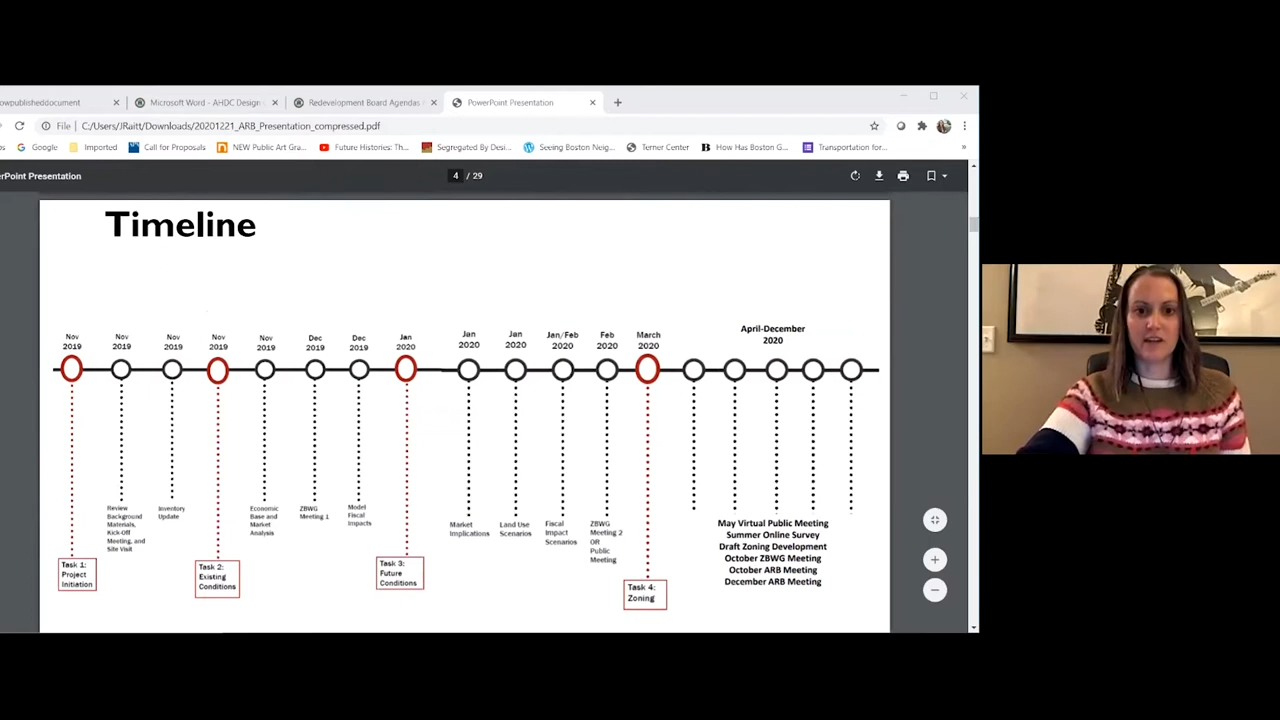 owpublisheddocument
Microsoft Word - AHDC Design
Redevelopment Board Agendas
PowerPoint Presentation
File | C:/Users/JRaitt/Downloads/20201221_ARB_Presentation_compressed.pdf
Google
Imported
Call for Proposals
NEW Public Art Gra...
Future Histories: Th...
Segregated By Desi...
Seeing Boston Neig...
Terner Center
How Has Boston G...
Transportation for...
»
erPoint Presentation
4 / 29
Timeline
Nov 2019
Nov 2019
Nov 2019
Nov 2019
Nov 2019
Dec 2019
Dec 2019
Jan 2020
Jan 2020
Jan 2020
Jan/Feb 2020
Feb 2020
March 2020
April-December
2020
Review
Background
Materials,
Kick-Off
Meeting, and
Site Visit
Inventory
Update
Economic
Base and
Market
Analysis
ZBWG
Meeting 1
Model
Fiscal
Impacts
Market
Implications
Land Use
Scenarios
Fiscal
Impact
Scenarios
ZBWG
Meeting 2
OR
Public
Meeting
May Virtual Public Meeting
Summer Online Survey
Draft Zoning Development
October ZBWG Meeting
October ARB Meeting
December ARB Meeting
Task 1:
Project
Initiation
Task 2:
Existing
Conditions
Task 3:
Future
Conditions
Task 4:
Zoning